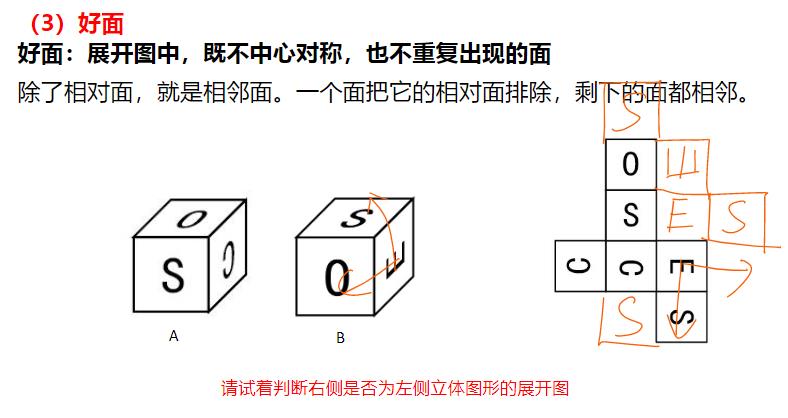 （3）好面
好面：展开图中，既不中心对称，也不重复出现的面
除了相对面，就是相邻面。一个面把它的相对面排除，剩下的面都相邻。
S
O Ш
S E S
C C E
S S
O
S C
S
O E
A B
请试着判断右侧是否为左侧立体图形的展开图